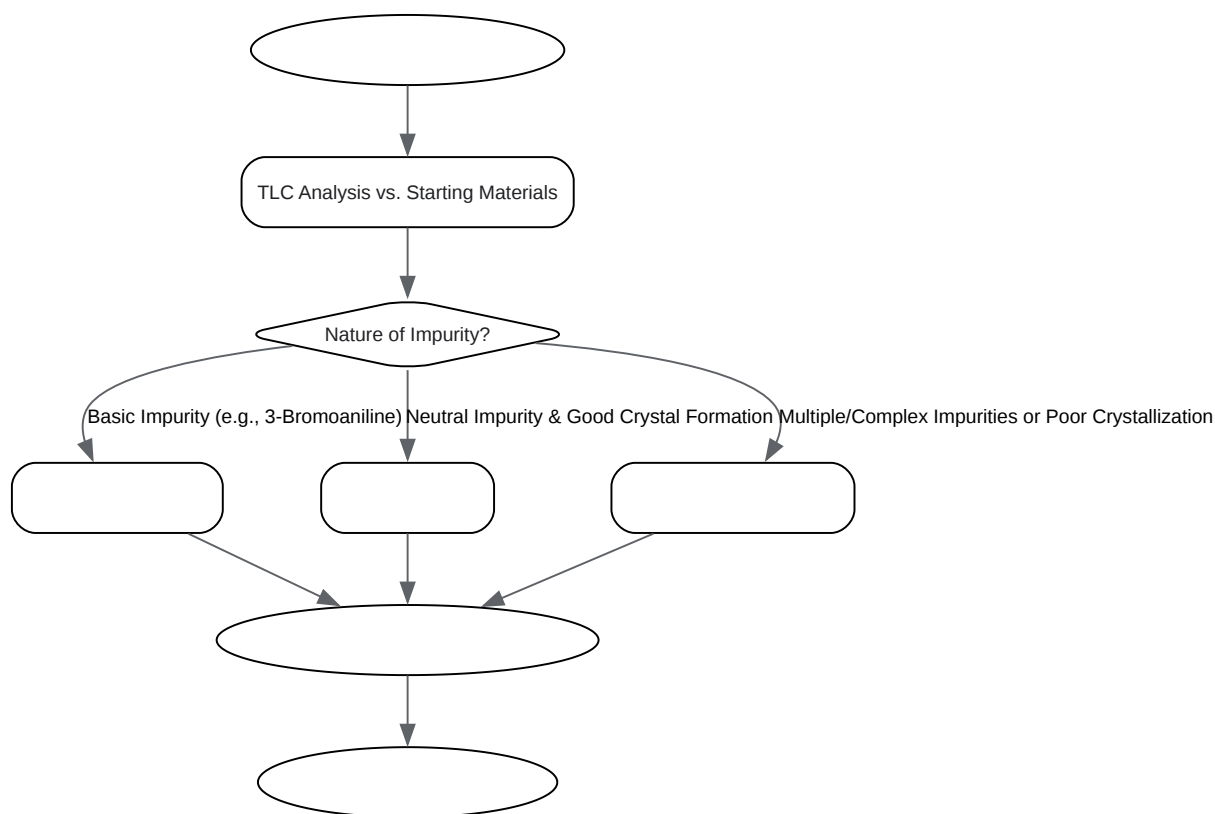 TLC Analysis vs. Starting Materials
Nature of Impurity?
Basic Impurity (e.g., 3-Bromoaniline)
Neutral Impurity & Good Crystal Formation
Multiple/Complex Impurities or Poor Crystallization